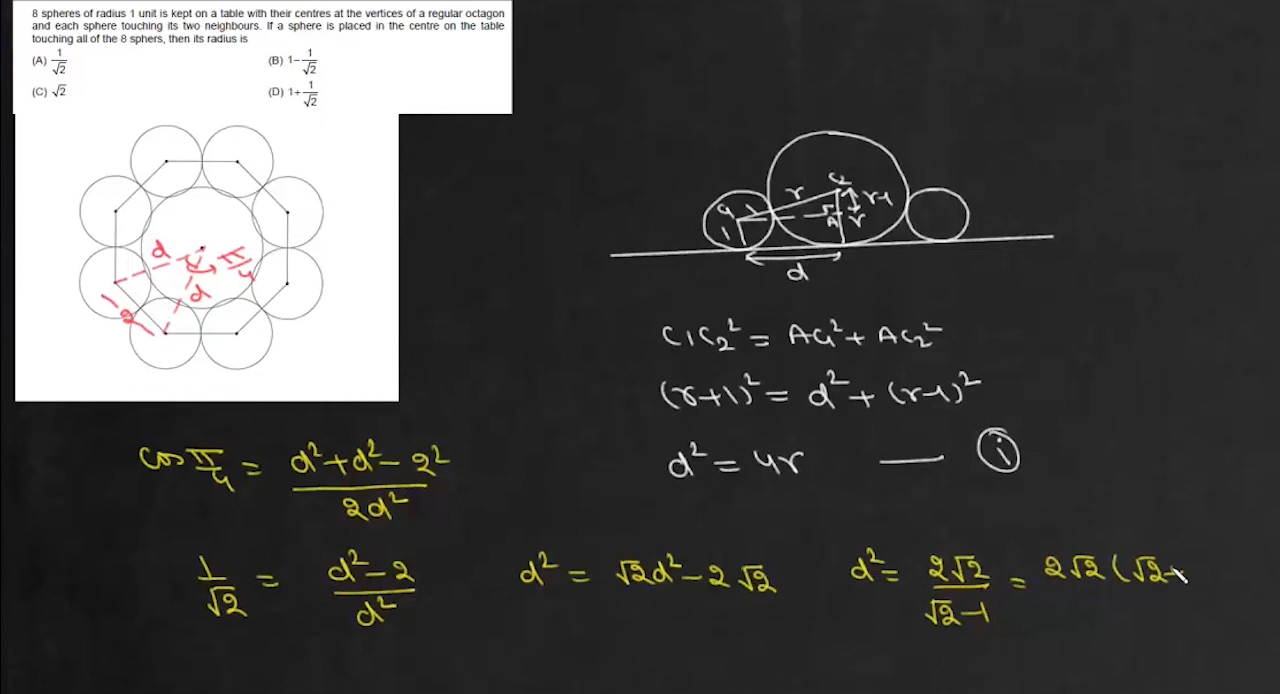 8 spheres of radius 1 unit is kept on a table with their centres at the vertices of a regular octagon
and each sphere touching its two neighbours. If a sphere is placed in the centre on the table
touching all of the 8 sphers, then its radius is
(A) 1/√2
(B) 1-1/√2
(C) √2
(D) 1+1/√2
d
π/4
d
2
C1 1 r C2 r-1
1 A r
d
C1C2² = AC1² + AC2²
(r+1)² = d² + (r-1)²
d² = 4r — (i)
cos π/4 = (d²+d²-2²)/2d²
1/√2 = (d²-2)/d²
d² = √2d² - 2√2
d² = 2√2/(√2-1) = 2√2(√2